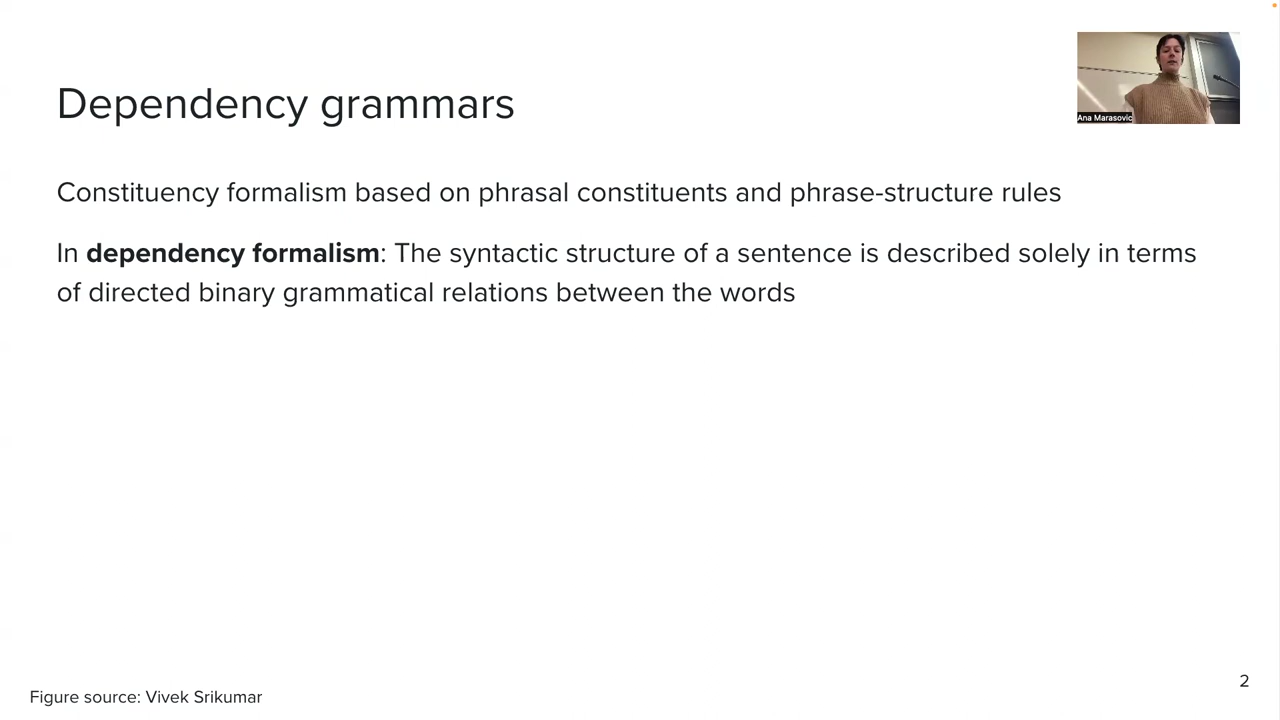 Dependency grammars
Ana Marasovic
Constituency formalism based on phrasal constituents and phrase-structure rules
In dependency formalism: The syntactic structure of a sentence is described solely in terms
of directed binary grammatical relations between the words
2
Figure source: Vivek Srikumar